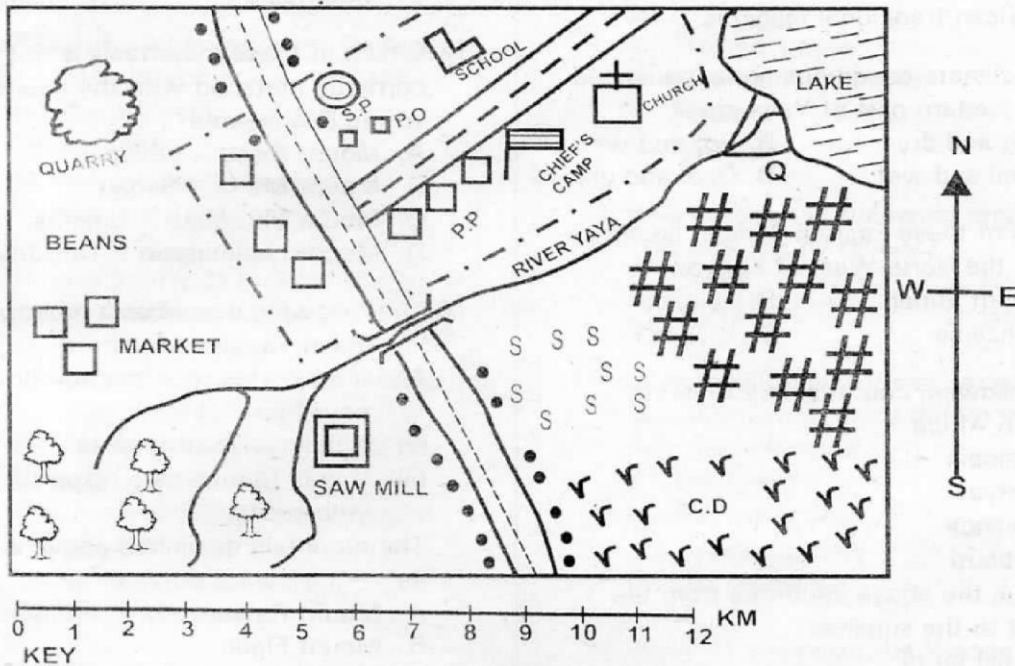 LAKE
SCHOOL
CHURCH
S.P.
P.O
QUARRY
CHIEF'S
CAMP
Q
N
BEANS
P.P
RIVER YAYA
W
E
MARKET
S S S
S S S
S S S
S
SAW MILL
C.D
S
0 1 2 3 4 5 6 7 8 9 10 11 12 KM
KEY